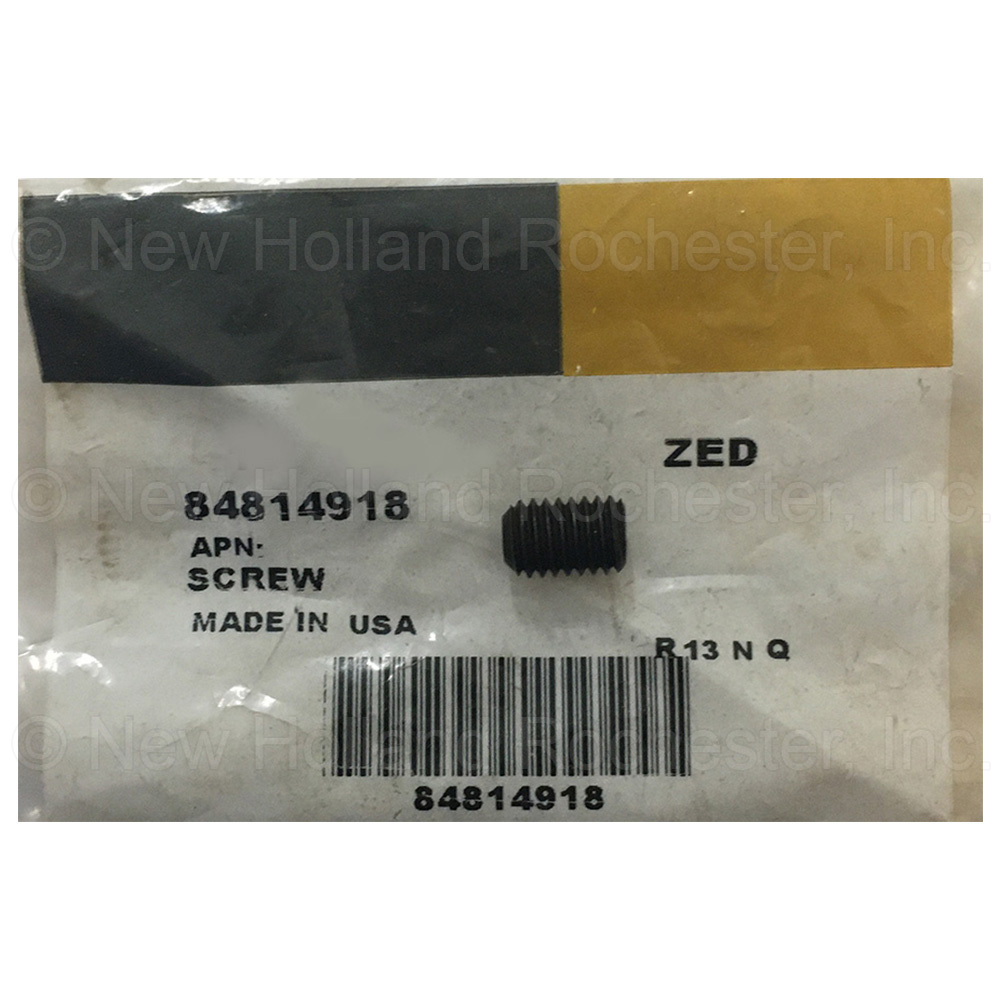 © New Holland Rochester, Inc.
ZED
© New Holland Rochester, Inc.
84814918
APN:
SCREW
MADE IN USA
R 13 N Q
© New Holland Rochester, Inc.
84814918